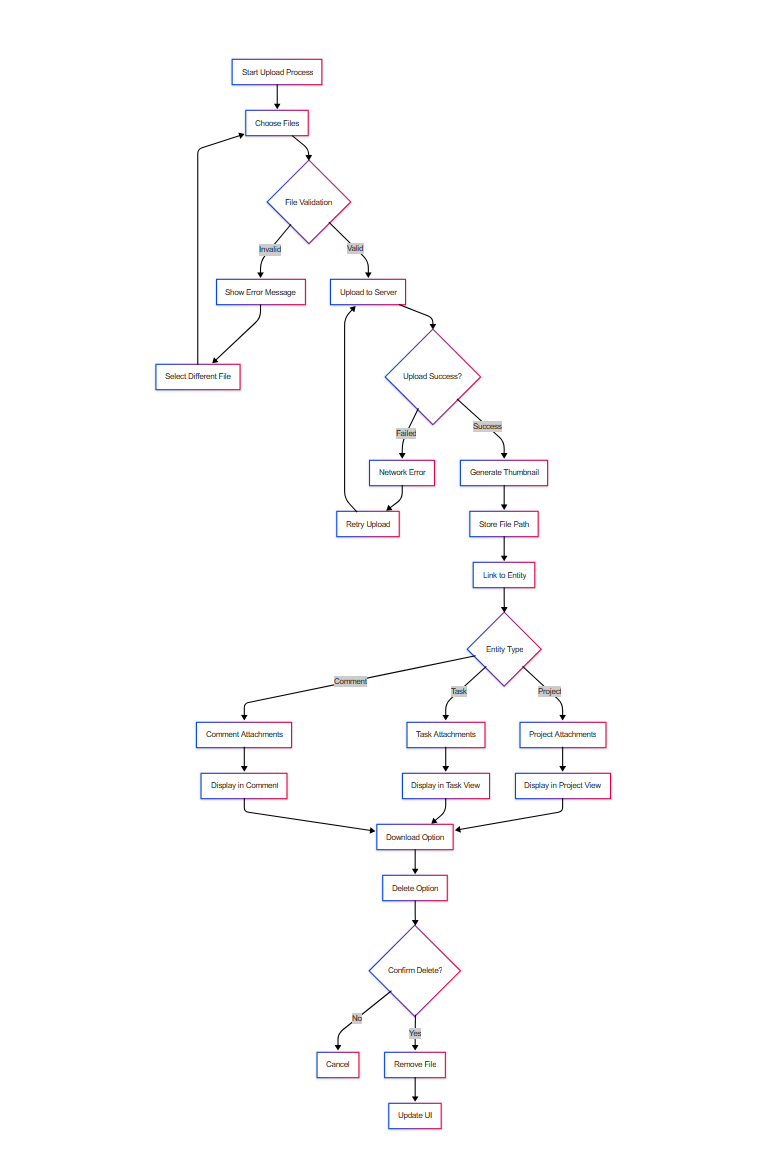 Start Upload Process
Choose Files
File Validation
Invalid
Valid
Show Error Message
Upload to Server
Select Different File
Upload Success?
Failed
Success
Network Error
Generate Thumbnail
Retry Upload
Store File Path
Link to Entity
Entity Type
Comment
Task
Project
Comment Attachments
Task Attachments
Project Attachments
Display in Comment
Display in Task View
Display in Project View
Download Option
Delete Option
Confirm Delete?
No
Yes
Cancel
Remove File
Update UI